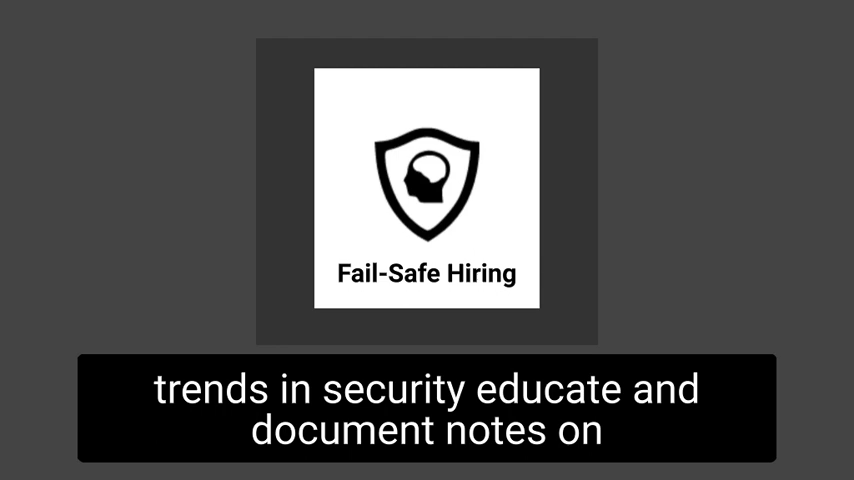 Fail-Safe Hiring
trends in security educate and
document notes on